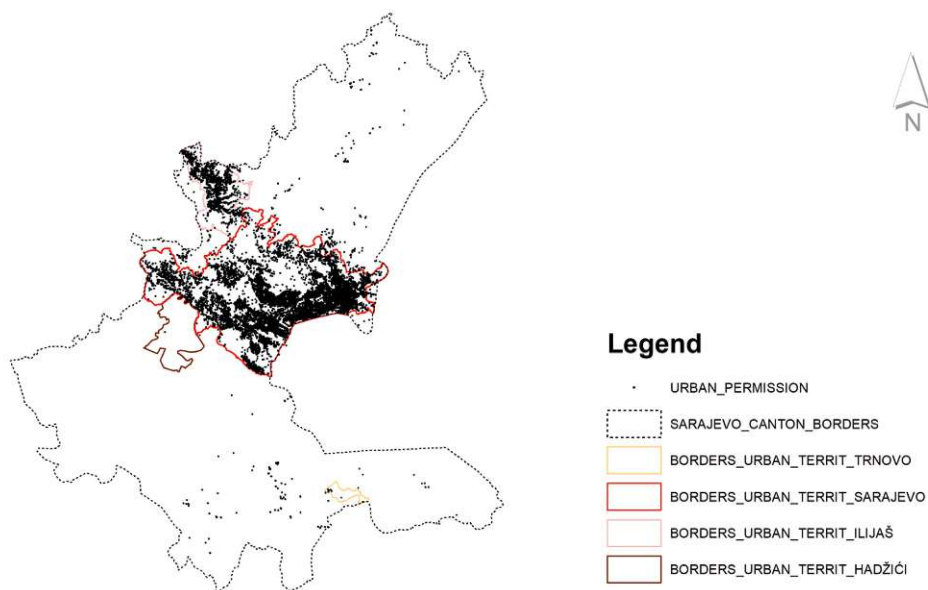 N
Legend
URBAN_PERMISSION
SARAJEVO_CANTON_BORDERS
BORDERS_URBAN_TERRIT_TRNOVO
BORDERS_URBAN_TERRIT_SARAJEVO
BORDERS_URBAN_TERRIT_ILIJAŠ
BORDERS_URBAN_TERRIT_HADŽIĆI